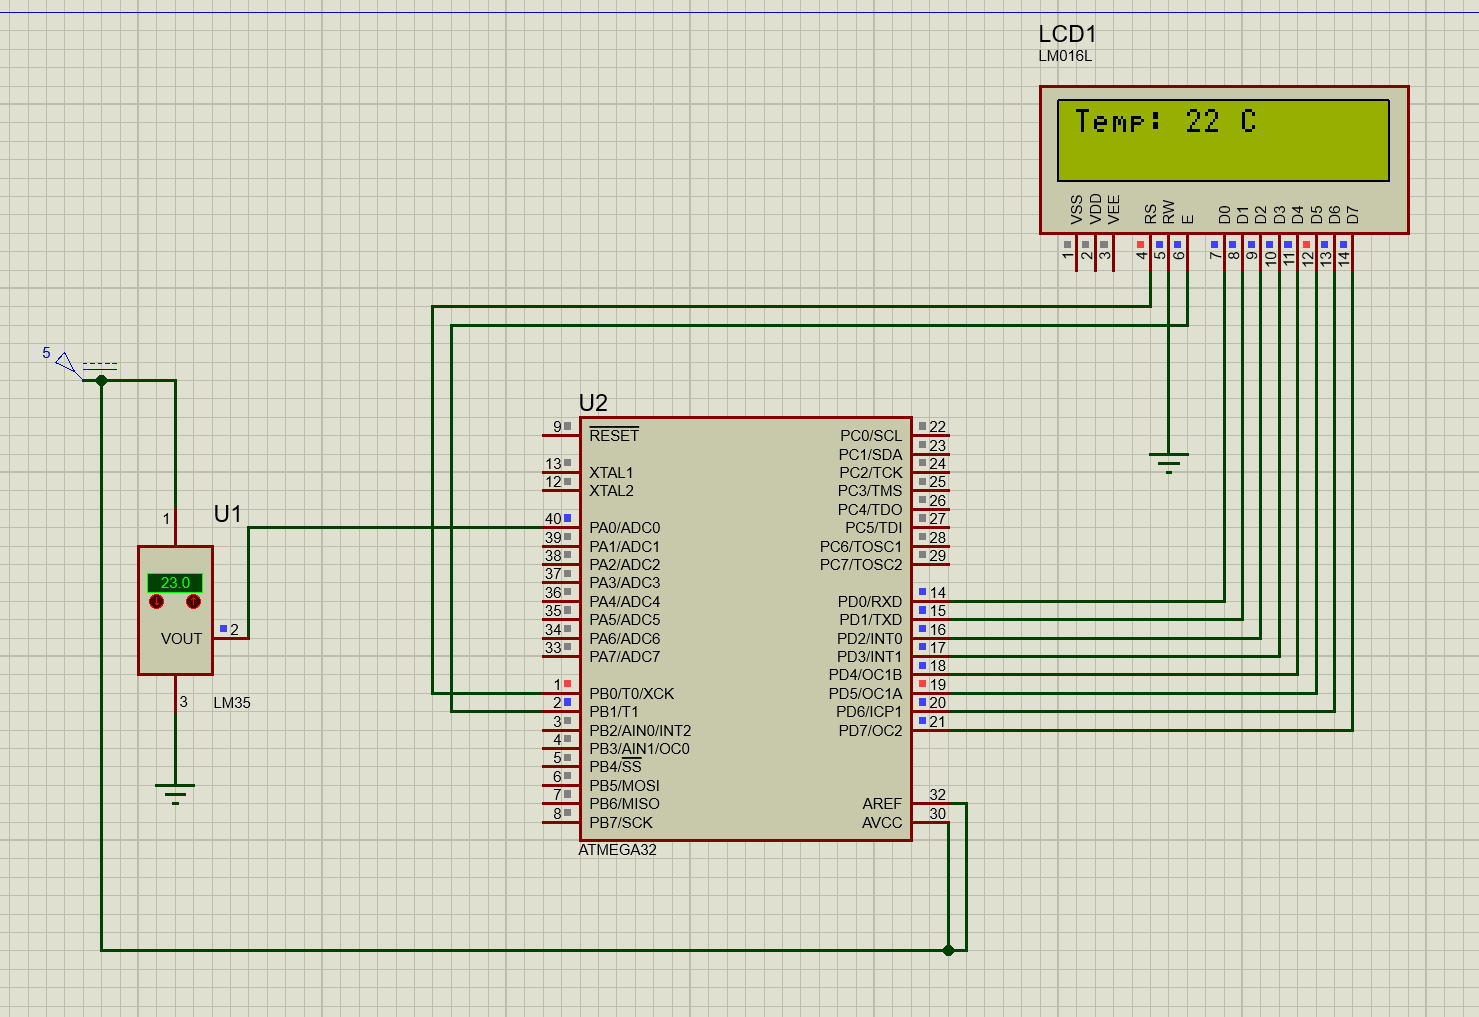 LCD1
LM016L
Temp: 22 C
VSS
VDD
VEE
RS
RW
E
D0
D1
D2
D3
D4
D5
D6
D7
1
2
3
4
5
6
7
8
9
10
11
12
13
14
5
U1
1
23.0
VOUT
2
3
LM35
U2
9 RESET
13 XTAL1
12 XTAL2
40 PA0/ADC0
39 PA1/ADC1
38 PA2/ADC2
37 PA3/ADC3
36 PA4/ADC4
35 PA5/ADC5
34 PA6/ADC6
33 PA7/ADC7
1 PB0/T0/XCK
2 PB1/T1
3 PB2/AIN0/INT2
4 PB3/AIN1/OC0
5 PB4/SS
6 PB5/MOSI
7 PB6/MISO
8 PB7/SCK
PC0/SCL 22
PC1/SDA 23
PC2/TCK 24
PC3/TMS 25
PC4/TDO 26
PC5/TDI 27
PC6/TOSC1 28
PC7/TOSC2 29
PD0/RXD 14
PD1/TXD 15
PD2/INT0 16
PD3/INT1 17
PD4/OC1B 18
PD5/OC1A 19
PD6/ICP1 20
PD7/OC2 21
AREF 32
AVCC 30
ATMEGA32